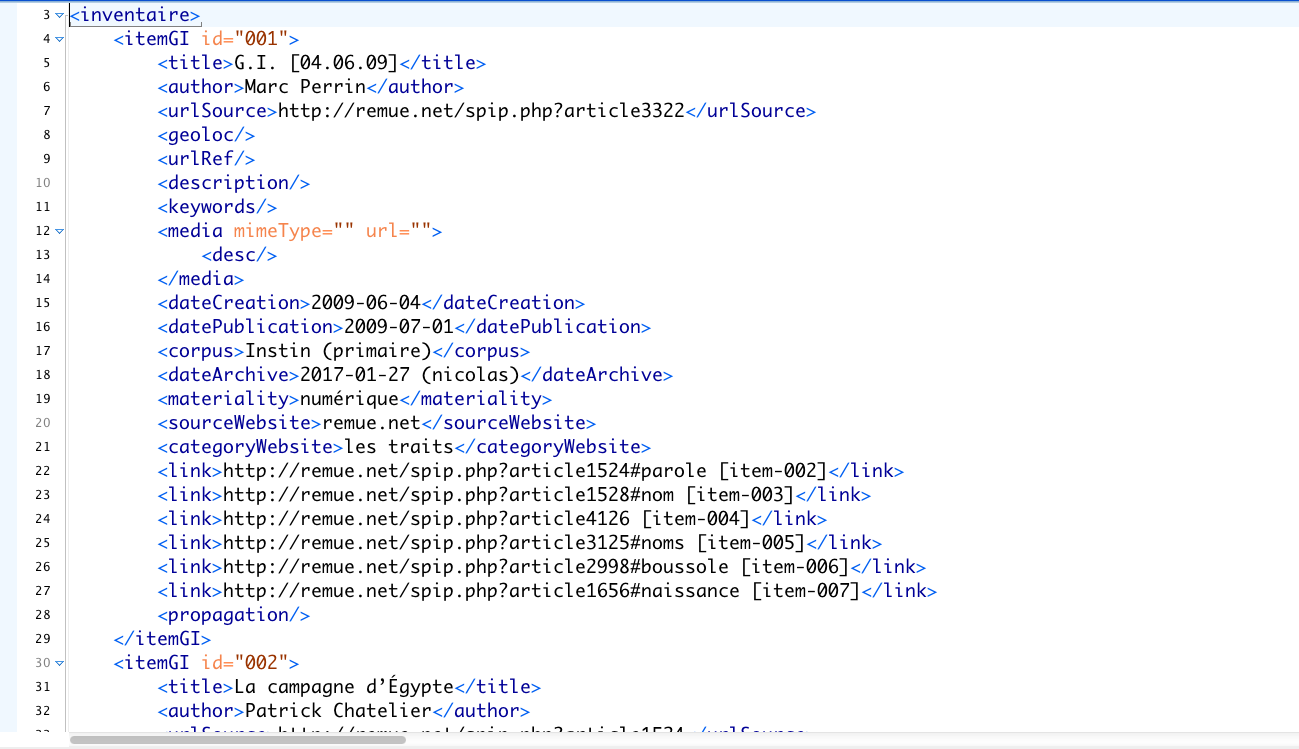 3 <inventaire>
4 <itemGI id="001">
5 <title>G.I. [04.06.09]</title>
6 <author>Marc Perrin</author>
7 <urlSource>http://remue.net/spip.php?article3322</urlSource>
8 <geoloc/>
9 <urlRef/>
10 <description/>
11 <keywords/>
12 <media mimeType="" url="">
13 <desc/>
14 </media>
15 <dateCreation>2009-06-04</dateCreation>
16 <datePublication>2009-07-01</datePublication>
17 <corpus>Instin (primaire)</corpus>
18 <dateArchive>2017-01-27 (nicolas)</dateArchive>
19 <materiality>numérique</materiality>
20 <sourceWebsite>remue.net</sourceWebsite>
21 <categoryWebsite>les traits</categoryWebsite>
22 <link>http://remue.net/spip.php?article1524#parole [item-002]</link>
23 <link>http://remue.net/spip.php?article1528#nom [item-003]</link>
24 <link>http://remue.net/spip.php?article4126 [item-004]</link>
25 <link>http://remue.net/spip.php?article3125#noms [item-005]</link>
26 <link>http://remue.net/spip.php?article2998#boussole [item-006]</link>
27 <link>http://remue.net/spip.php?article1656#naissance [item-007]</link>
28 <propagation/>
29 </itemGI>
30 <itemGI id="002">
31 <title>La campagne d’Égypte</title>
32 <author>Patrick Chatelier</author>